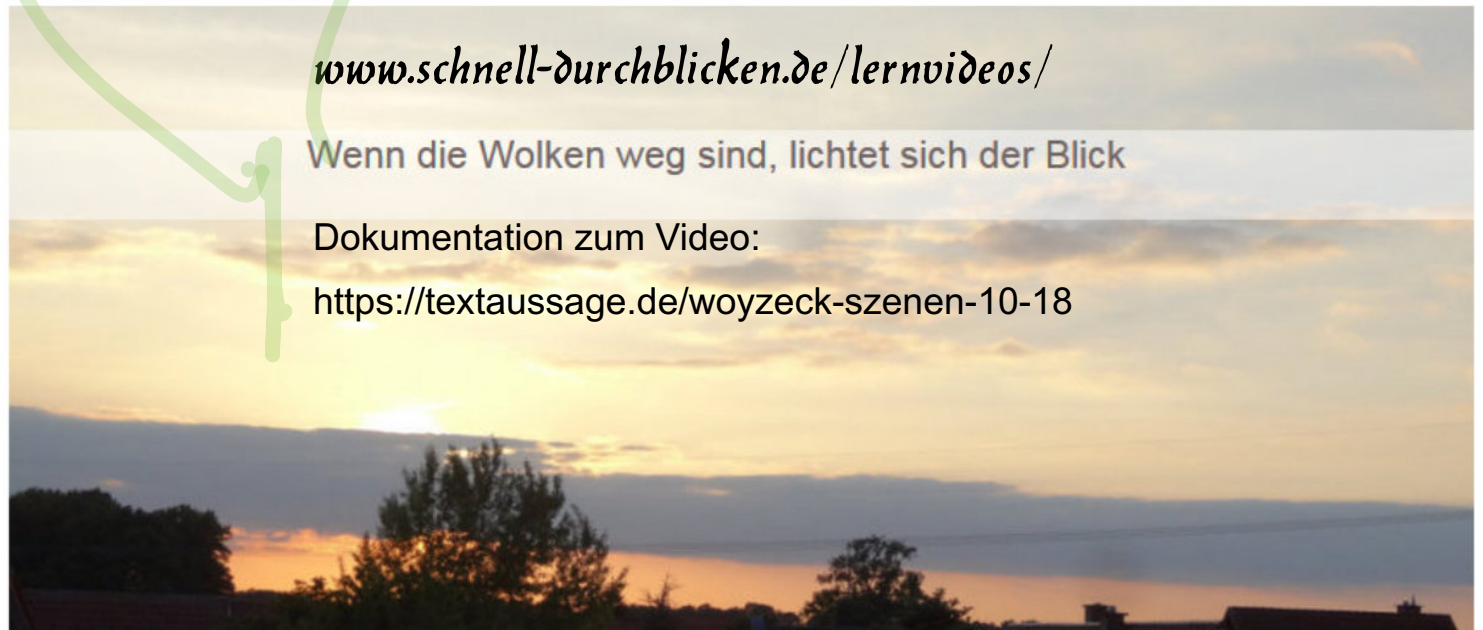 www.schnell-durchblicken.de/lernvideos/
Wenn die Wolken weg sind, lichtet sich der Blick
Dokumentation zum Video:
https://textaussage.de/woyzeck-szenen-10-18